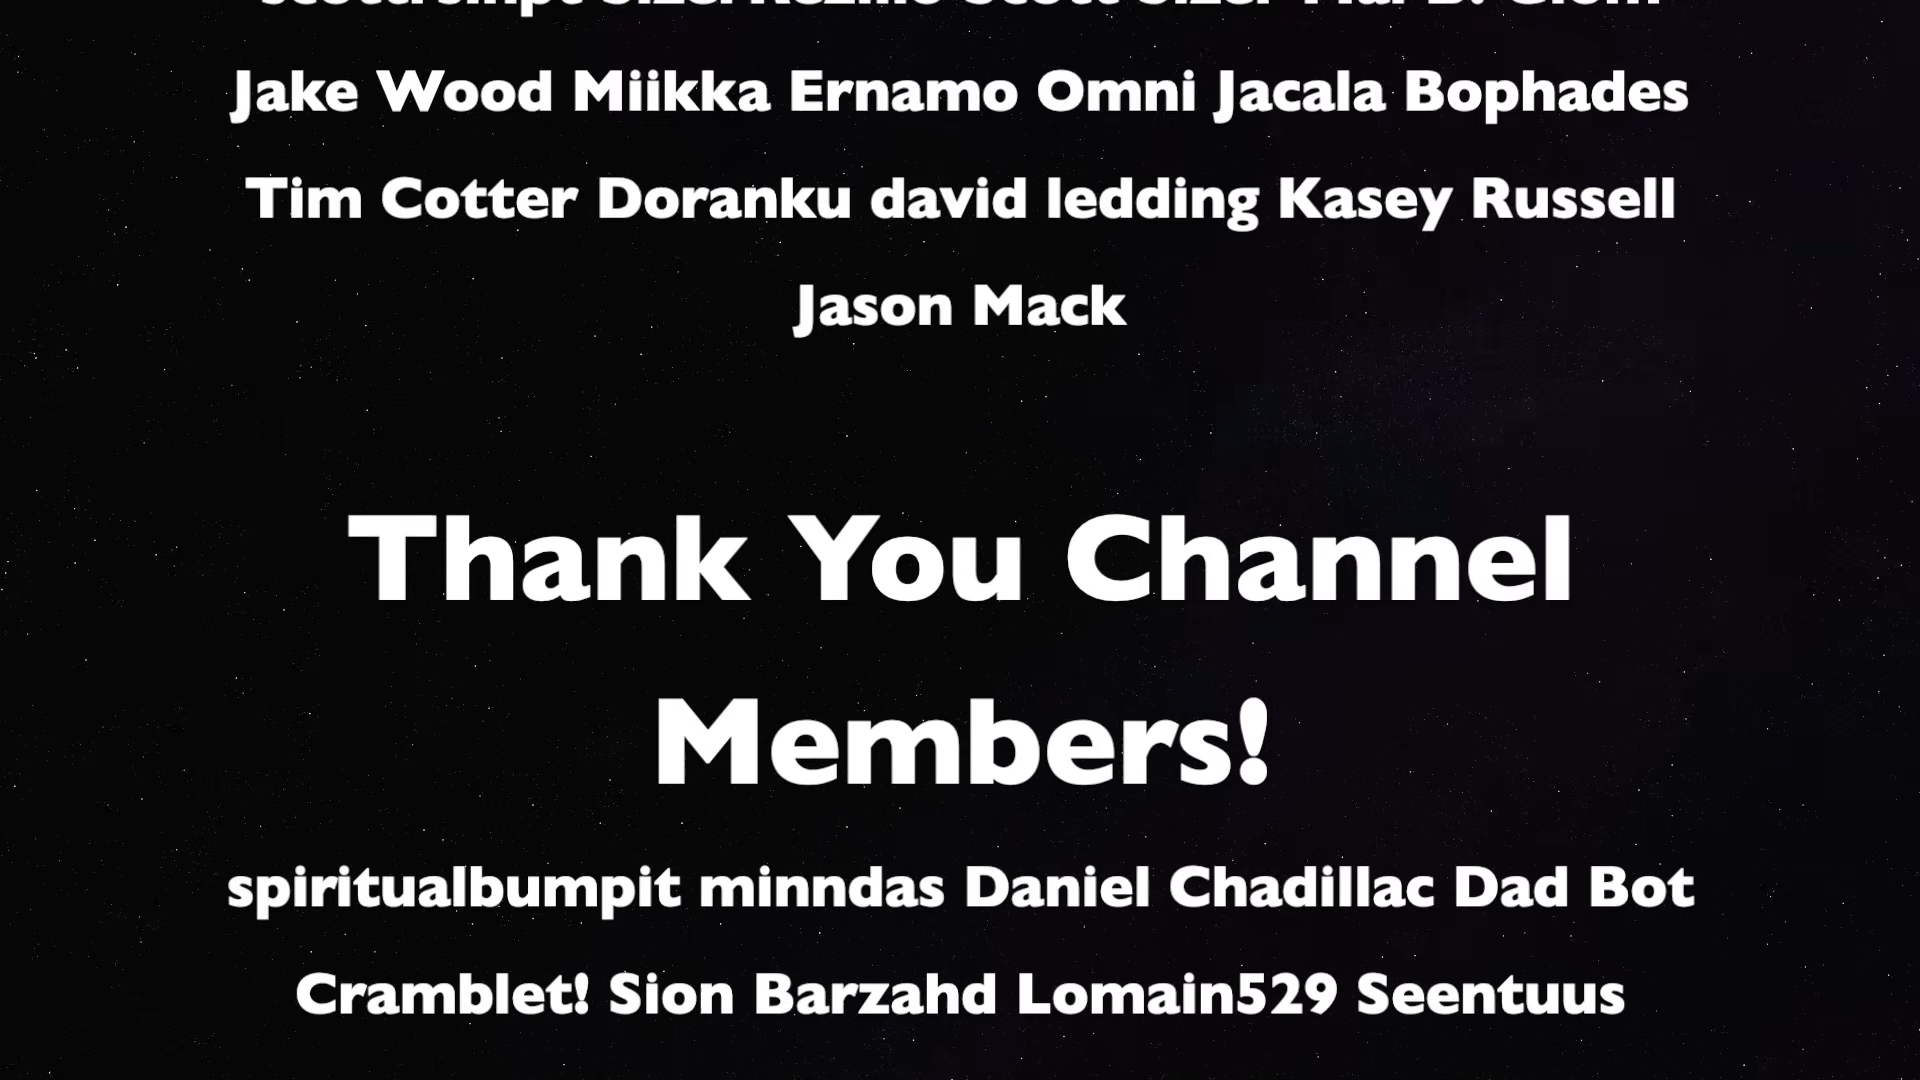 Jake Wood Miikka Ernamo Omni Jacala Bophades
Tim Cotter Doranku david ledding Kasey Russell
Jason Mack
Thank You Channel
Members!
spiritualbumpit minndas Daniel Chadillac Dad Bot
Cramblet! Sion Barzahd Lomain529 Seentuus